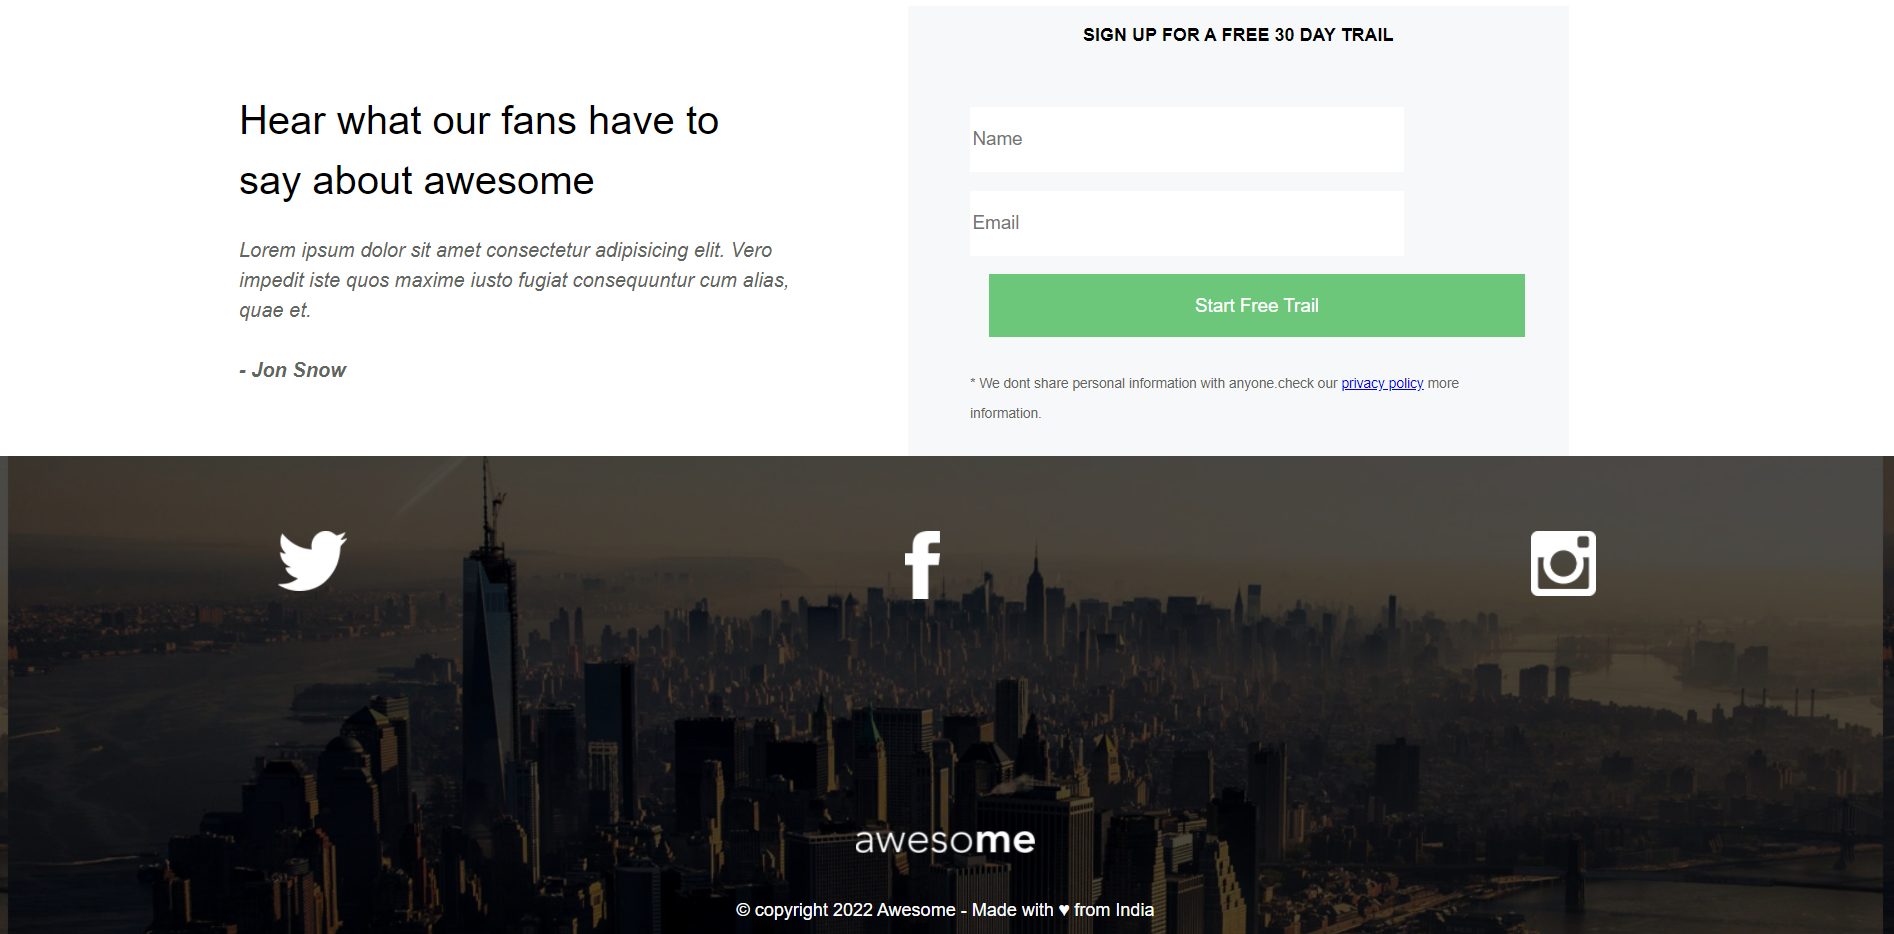 Hear what our fans have to
say about awesome
Lorem ipsum dolor sit amet consectetur adipisicing elit. Vero
impedit iste quos maxime iusto fugiat consequuntur cum alias,
quae et.
- Jon Snow
SIGN UP FOR A FREE 30 DAY TRAIL
Name
Email
Start Free Trail
* We dont share personal information with anyone.check our privacy policy more
information.
awesome
© copyright 2022 Awesome - Made with ♥ from India